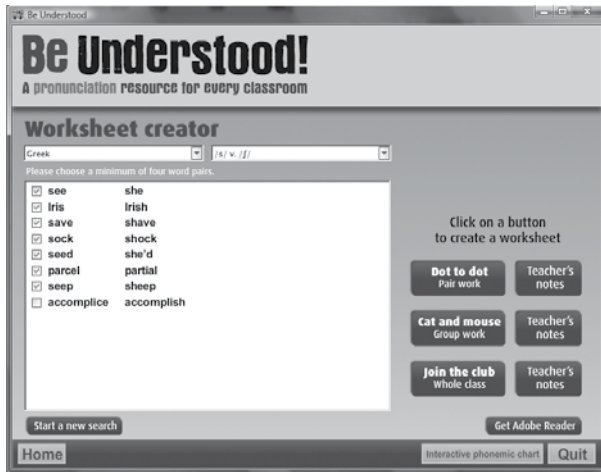 Be Understood
Be Understood!
A pronunciation resource for every classroom
Worksheet creator
Greek /s/ v. /ʃ/
Please choose a minimum of four word pairs.
see she
Iris Irish
save shave
sock shock
seed she'd
parcel partial
seep sheep
accomplice accomplish
Click on a button
to create a worksheet
Dot to dot
Pair work
Teacher's
notes
Cat and mouse
Group work
Teacher's
notes
Join the club
Whole class
Teacher's
notes
Start a new search
Get Adobe Reader
Home
Interactive phonemic chart
Quit